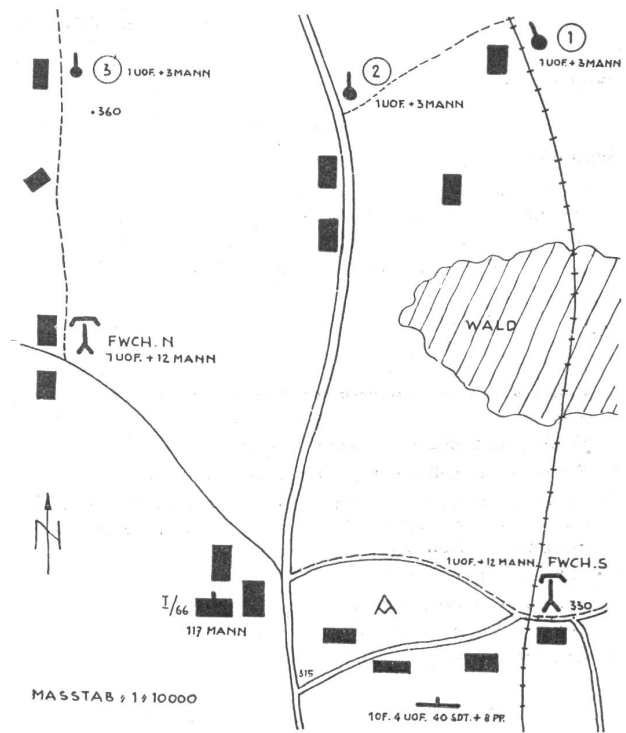 3
1 UOF. + 3 MANN
•360
2
1 UOF. + 3 MANN
1
1 UOF. + 3 MANN
WALD
FWCH. N
1 UOF. + 12 MANN
N
1 UOF. + 12 MANN. FWCH. S
330
I/66
117 MANN
315
MASSTAB : 1 : 10000
1 OF. 4 UOF. 40 SDT. + 8 PF.